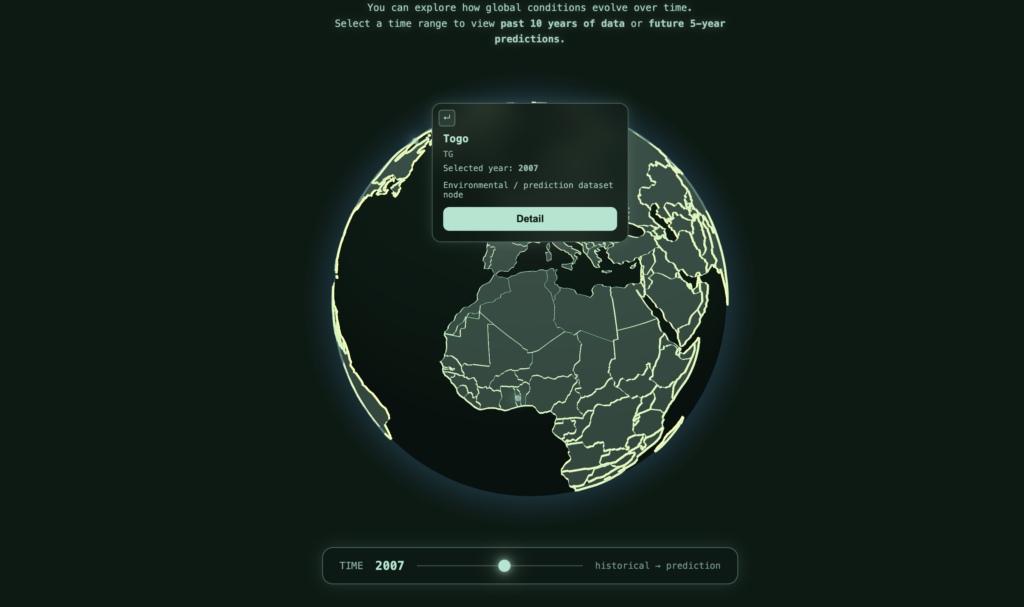 You can explore how global conditions evolve over time.
Select a time range to view past 10 years of data or future 5-year
predictions.
↵
Togo
TG
Selected year: 2007
Environmental / prediction dataset
node
Detail
TIME 2007 historical → prediction